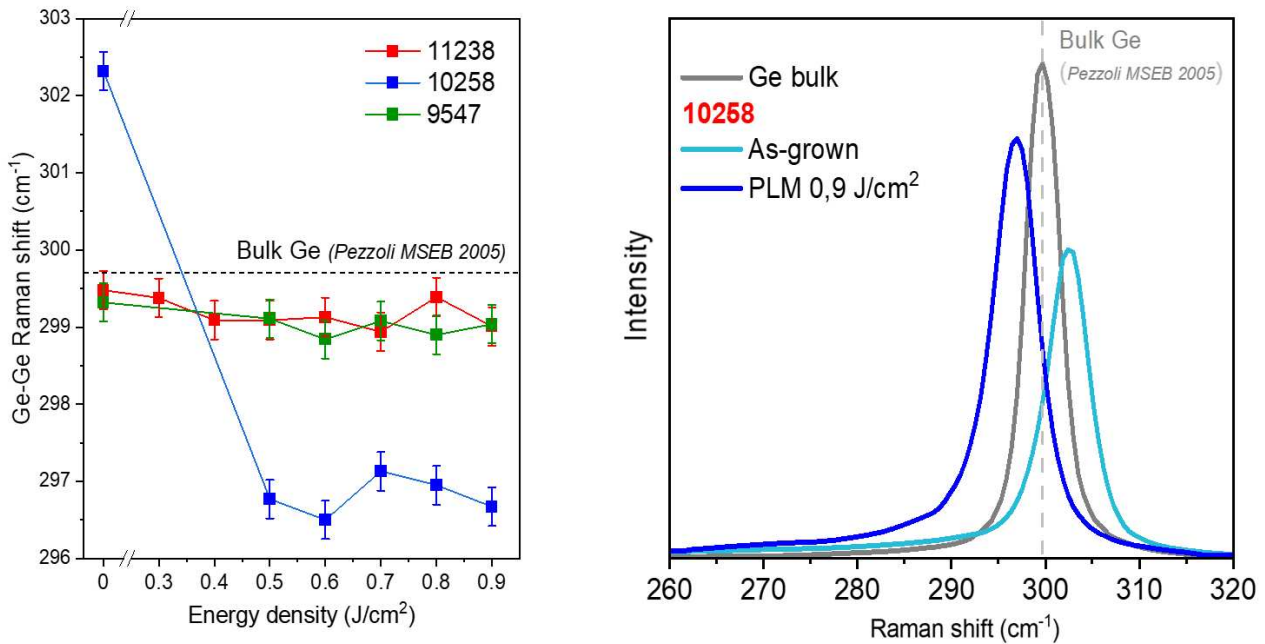 303
302
301
300
299
298
297
296
Ge-Ge Raman shift (cm⁻¹)
11238
10258
9547
Bulk Ge (Pezzoli MSEB 2005)
0 0.3 0.4 0.5 0.6 0.7 0.8 0.9
Energy density (J/cm²)
Intensity
Bulk Ge
(Pezzoli MSEB 2005)
Ge bulk
10258
As-grown
PLM 0,9 J/cm²
260 270 280 290 300 310 320
Raman shift (cm⁻¹)